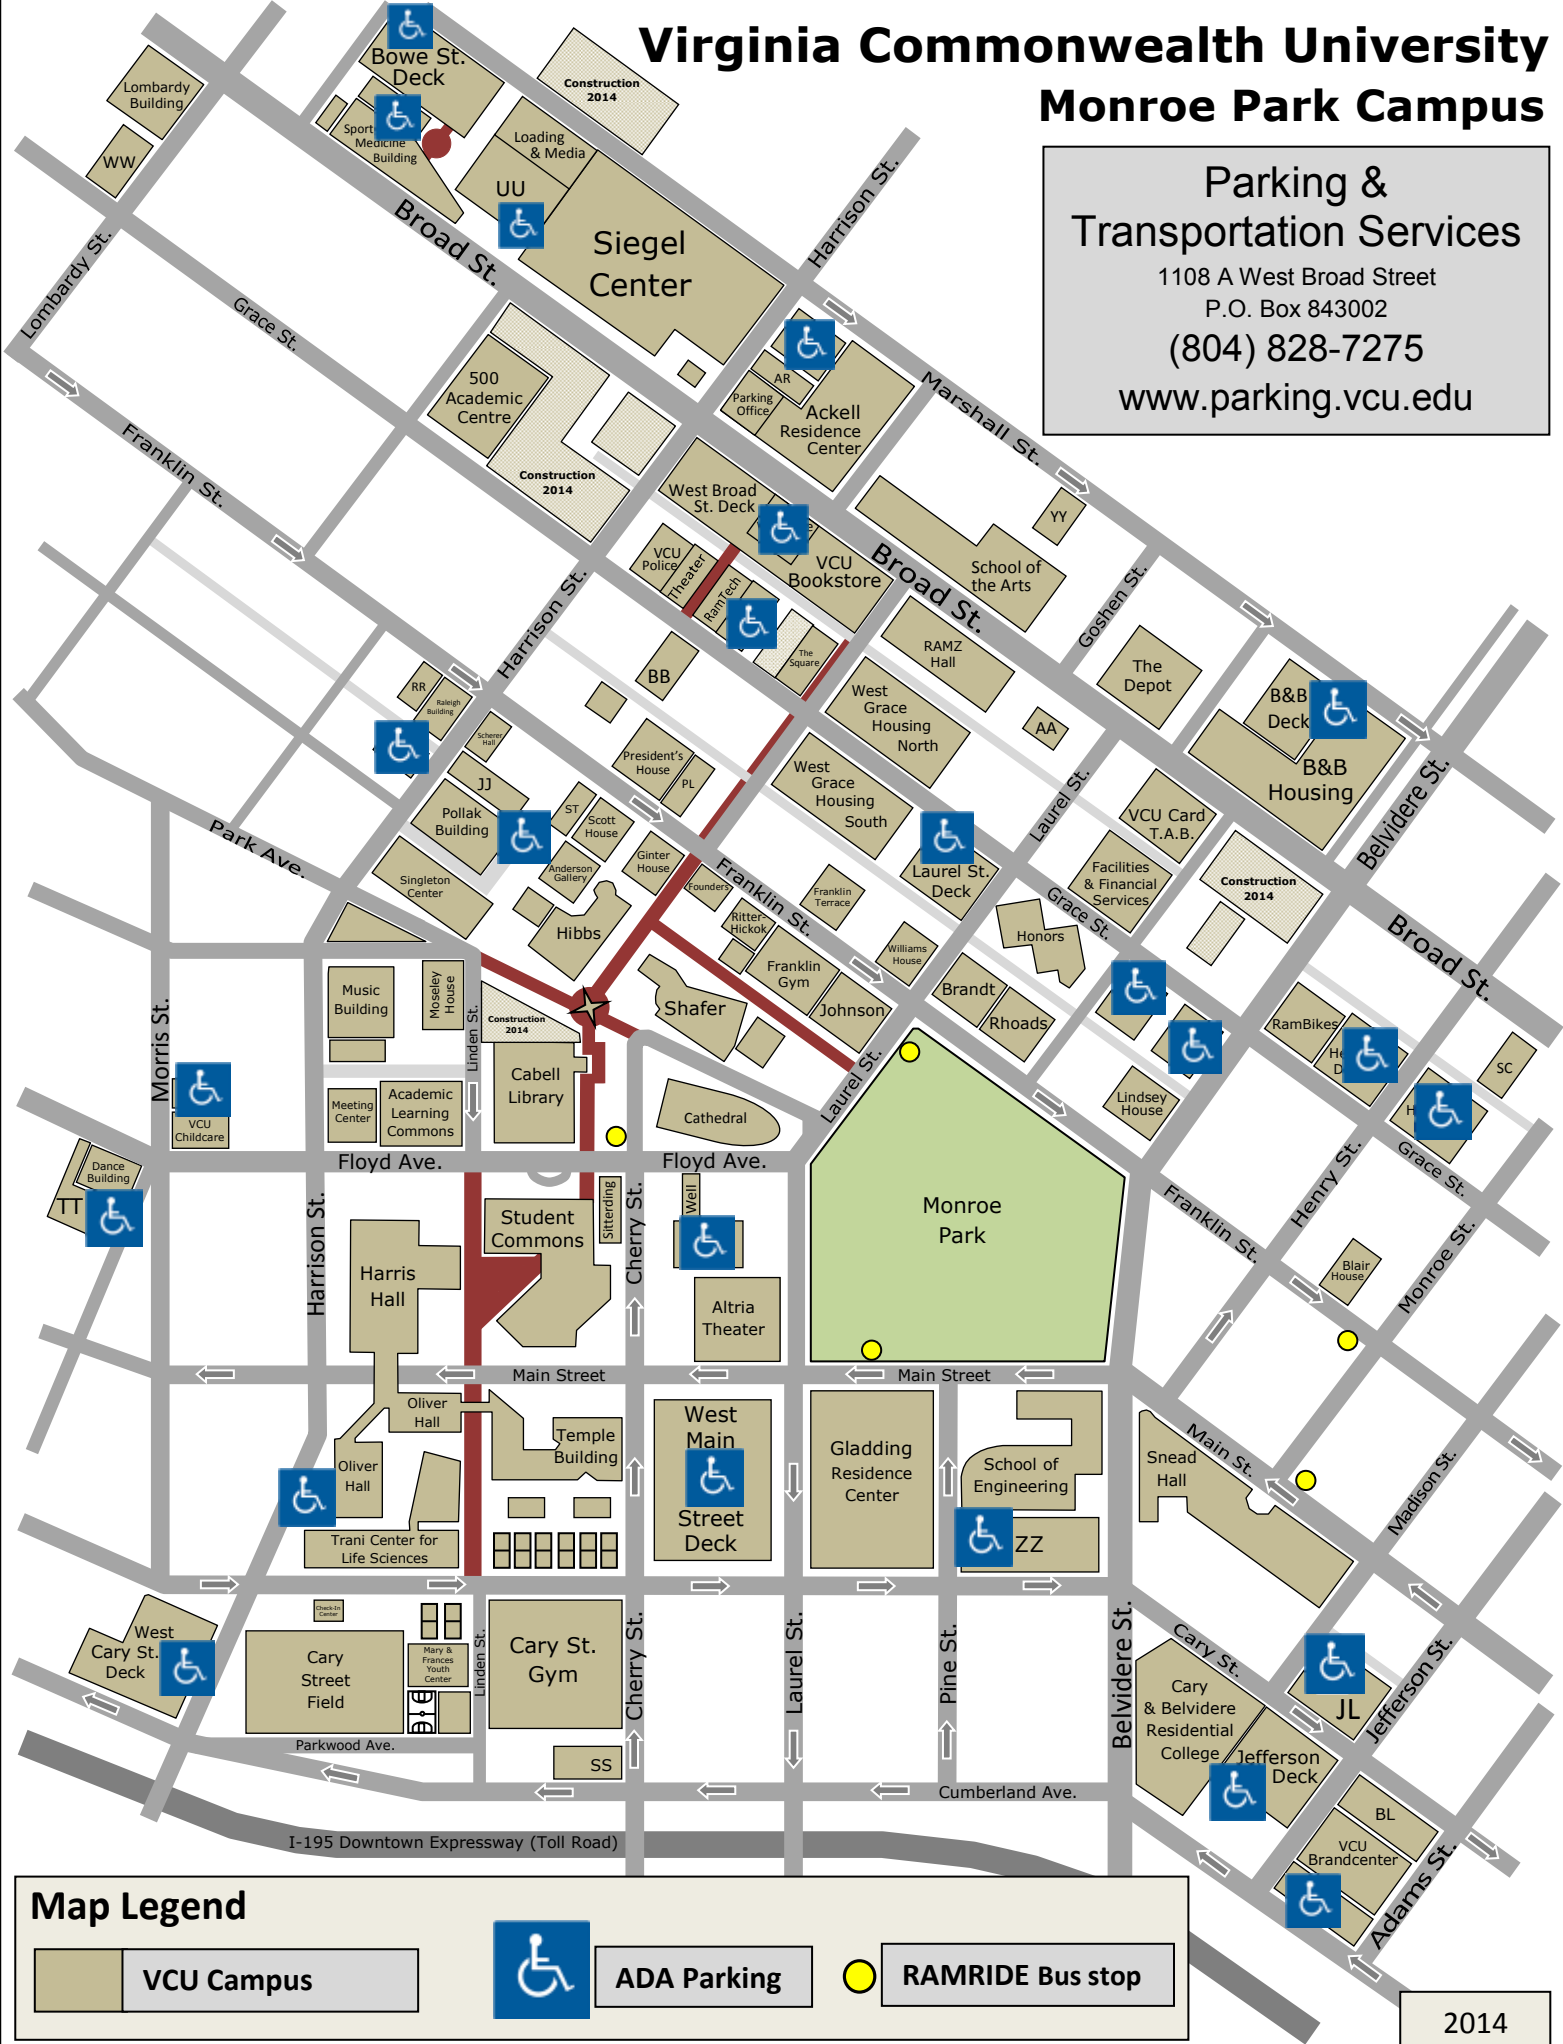 Virginia Commonwealth University
Monroe Park Campus
Parking &
Transportation Services
1108 A West Broad Street
P.O. Box 843002
(804) 828-7275
www.parking.vcu.edu
Bowe St.
Deck
Construction
2014
Lombardy
Building
WW
Medicine
Building
Loading
& Media
UU
Siegel
Center
Broad St.
Harrison St.
Lombardy St.
Grace St.
500
Academic
Centre
Construction
2014
AR
Parking
Office
Ackell
Residence
Center
Marshall St.
Franklin St.
West Broad
St. Deck
VCU
Bookstore
YY
School of
the Arts
Broad St.
VCU
Police
Theater
RamTech
The
Square
Harrison St.
Goshen St.
RAMZ
Hall
The
Depot
BB
RR
Raleigh
Building
Scherer
Hall
West
Grace
Housing
North
AA
B&B
Deck
B&B
Housing
President's
House
PL
JJ
Pollak
Building
ST
Scott
House
West
Grace
Housing
South
Laurel St.
VCU Card
T.A.B.
Belvidere St.
Park Ave.
Singleton
Center
Anderson
Gallery
Ginter
House
Founders
Franklin St.
Franklin
Terrace
Laurel St.
Deck
Facilities
& Financial
Services
Construction
2014
Grace St.
Hibbs
Ritter-
Hickok
Honors
Broad St.
Williams
House
Franklin
Gym
Johnson
Brandt
Rhoads
Music
Building
Moseley
House
Linden St.
Construction
2014
Shafer
RamBikes
SC
Morris St.
VCU
Childcare
Meeting
Center
Academic
Learning
Commons
Cabell
Library
Cathedral
Laurel St.
Lindsey
House
Floyd Ave.
Floyd Ave.
Dance
Building
TT
Harrison St.
Student
Commons
Sitterding
Cherry St.
Well
Monroe
Park
Franklin St.
Henry St.
Grace St.
Monroe St.
Blair
House
Harris
Hall
Altria
Theater
Main Street
Main Street
Oliver
Hall
Oliver
Hall
Temple
Building
West
Main
Street
Deck
Gladding
Residence
Center
School of
Engineering
ZZ
Snead
Hall
Main St.
Madison St.
Trani Center for
Life Sciences
West
Cary St.
Deck
Check-In
Center
Cary
Street
Field
Mary &
Frances
Youth
Center
Linden St.
Cary St.
Gym
Cherry St.
Laurel St.
Pine St.
Belvidere St.
Cary St.
Cary
& Belvidere
Residential
College
Jefferson
Deck
JL
Jefferson St.
Parkwood Ave.
SS
Cumberland Ave.
I-195 Downtown Expressway (Toll Road)
BL
VCU
Brandcenter
Adams St.
Map Legend
VCU Campus
ADA Parking
RAMRIDE Bus stop
2014